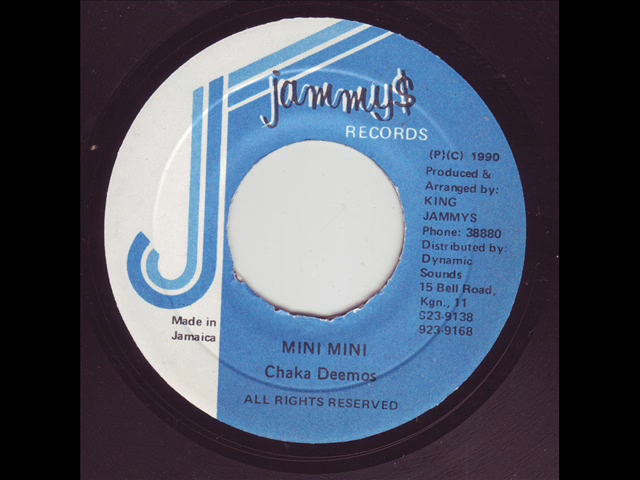 jammy$
RECORDS
(P)(C) 1990
Produced &
Arranged by:
KING
JAMMYS
Phone: 38880
Distributed by:
Dynamic
Sounds
15 Bell Road,
Kgn., 11
923-9138
923-9168
Made in
Jamaica
MINI MINI
Chaka Deemos
ALL RIGHTS RESERVED